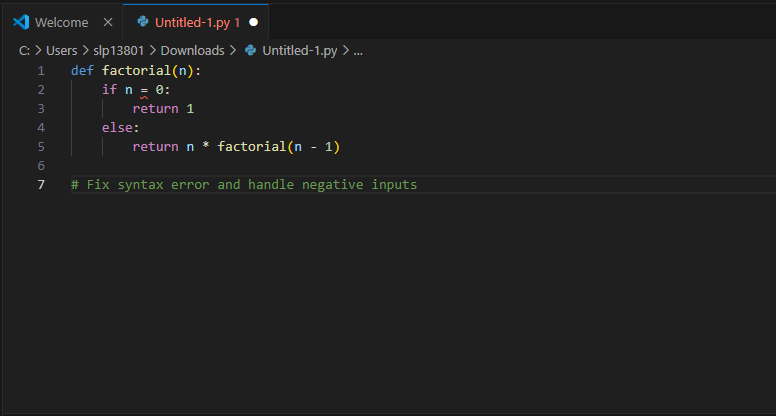 Welcome Untitled-1.py 1
C: > Users > slp13801 > Downloads > Untitled-1.py > ...
1 def factorial(n):
2     if n = 0:
3         return 1
4     else:
5         return n * factorial(n - 1)
6
7 # Fix syntax error and handle negative inputs